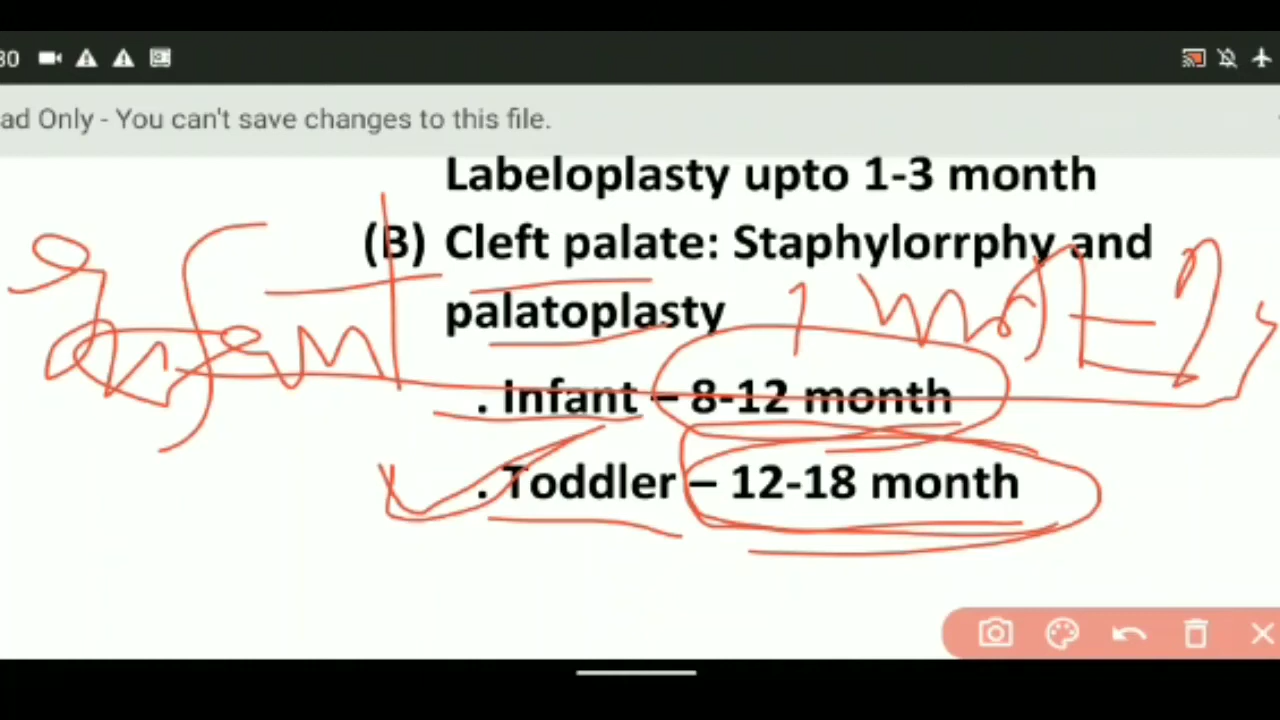 30
ad Only - You can't save changes to this file.
Labeloplasty upto 1-3 month
(B) Cleft palate: Staphylorrphy and
palatoplasty
. Infant – 8-12 month
. Toddler – 12-18 month